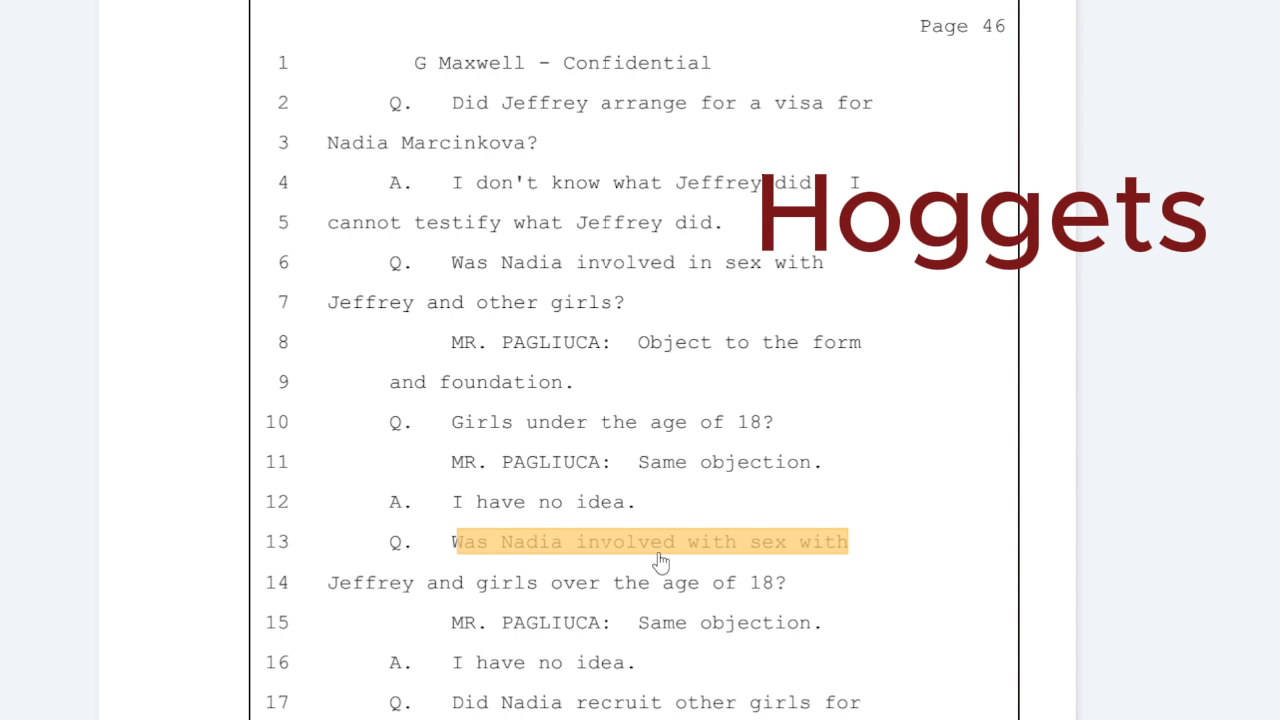 Page 46
1 G Maxwell - Confidential
2 Q. Did Jeffrey arrange for a visa for
3 Nadia Marcinkova?
4 A. I don't know what Jeffrey did I
Hoggets
5 cannot testify what Jeffrey did.
6 Q. Was Nadia involved in sex with
7 Jeffrey and other girls?
8 MR. PAGLIUCA: Object to the form
9 and foundation.
10 Q. Girls under the age of 18?
11 MR. PAGLIUCA: Same objection.
12 A. I have no idea.
13 Q. Was Nadia involved with sex with
14 Jeffrey and girls over the age of 18?
15 MR. PAGLIUCA: Same objection.
16 A. I have no idea.
17 Q. Did Nadia recruit other girls for